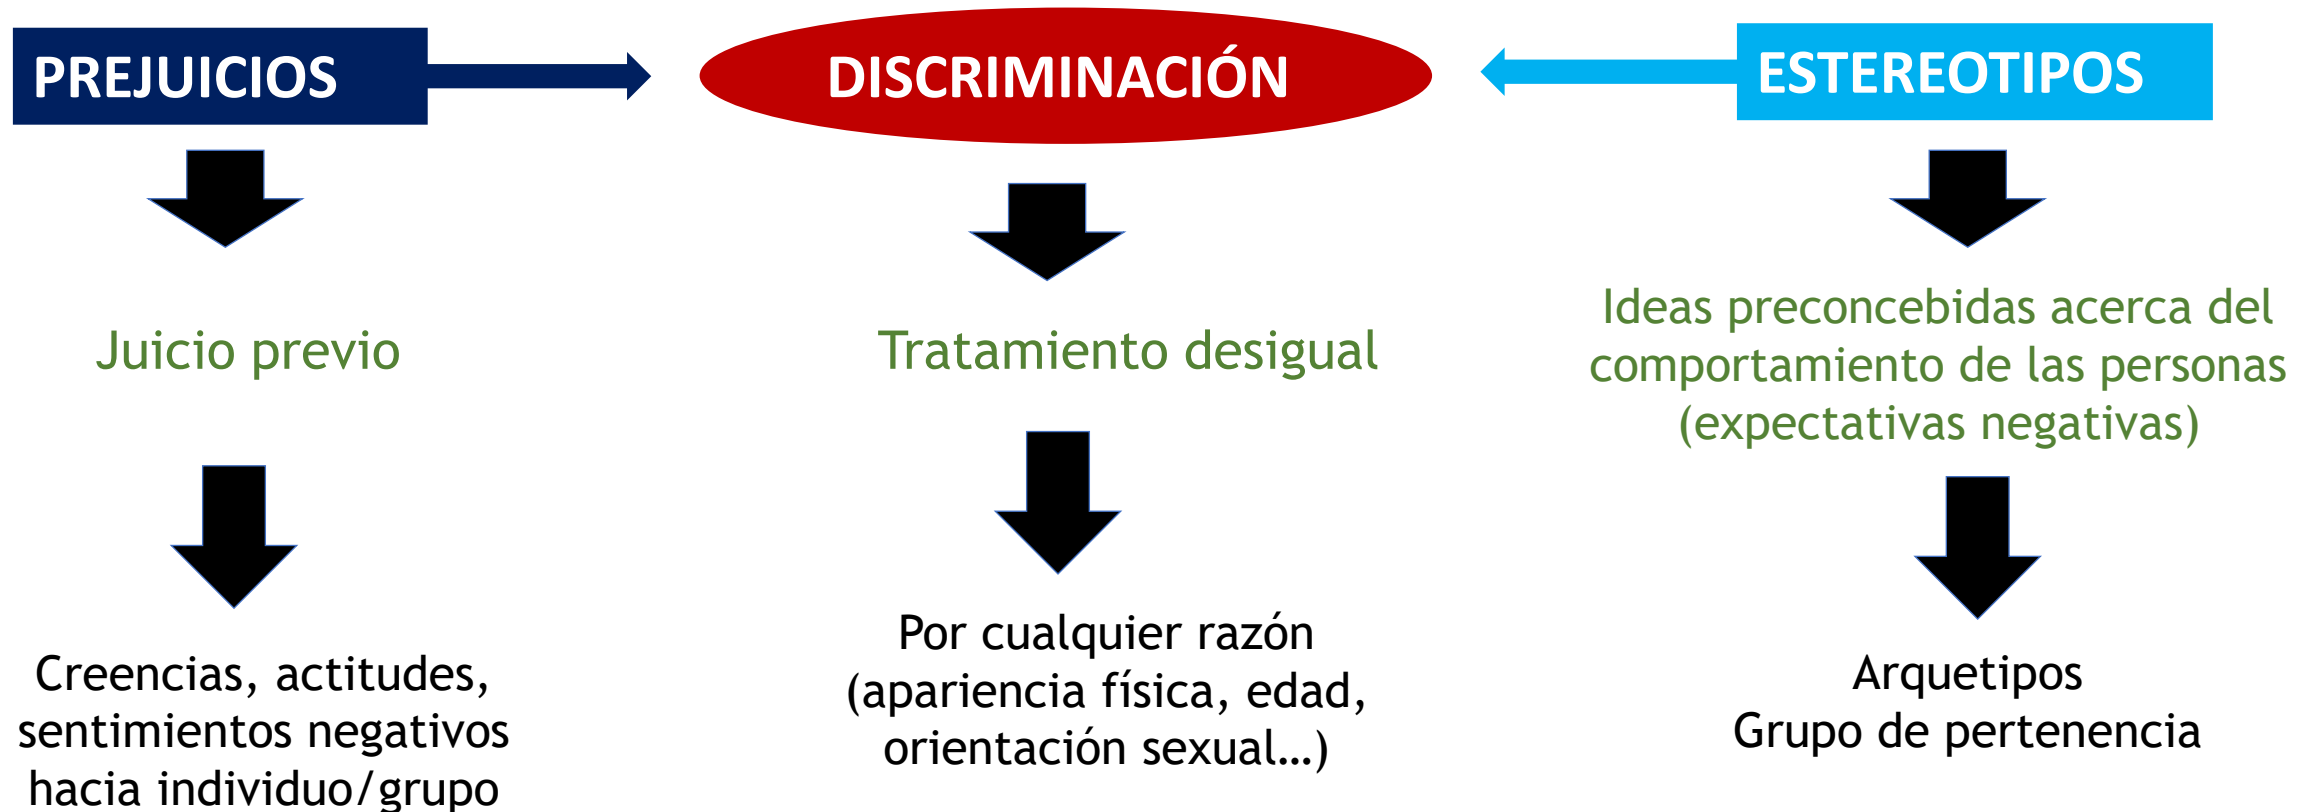 PREJUICIOS
DISCRIMINACIÓN
ESTEREOTIPOS
Juicio previo
Tratamiento desigual
Ideas preconcebidas acerca del
comportamiento de las personas
(expectativas negativas)
Creencias, actitudes,
sentimientos negativos
hacia individuo/grupo
Por cualquier razón
(apariencia física, edad,
orientación sexual…)
Arquetipos
Grupo de pertenencia